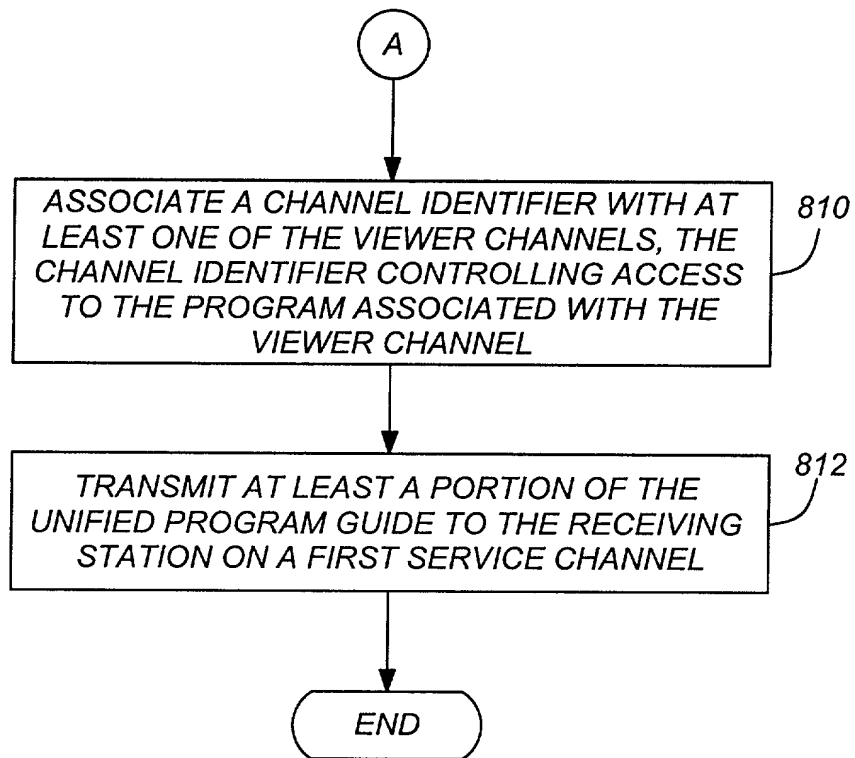 A
ASSOCIATE A CHANNEL IDENTIFIER WITH AT
LEAST ONE OF THE VIEWER CHANNELS, THE
CHANNEL IDENTIFIER CONTROLLING ACCESS
TO THE PROGRAM ASSOCIATED WITH THE
VIEWER CHANNEL
810
TRANSMIT AT LEAST A PORTION OF THE
UNIFIED PROGRAM GUIDE TO THE RECEIVING
STATION ON A FIRST SERVICE CHANNEL
812
END